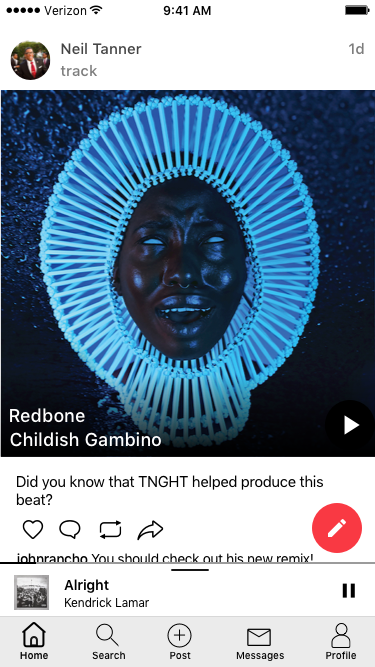 Verizon 9:41 AM
Neil Tanner 1d
track
Redbone
Childish Gambino
Did you know that TNGHT helped produce this
beat?
johnrancho You should check out his new remix!
Alright
Kendrick Lamar
Home Search Post Messages Profile